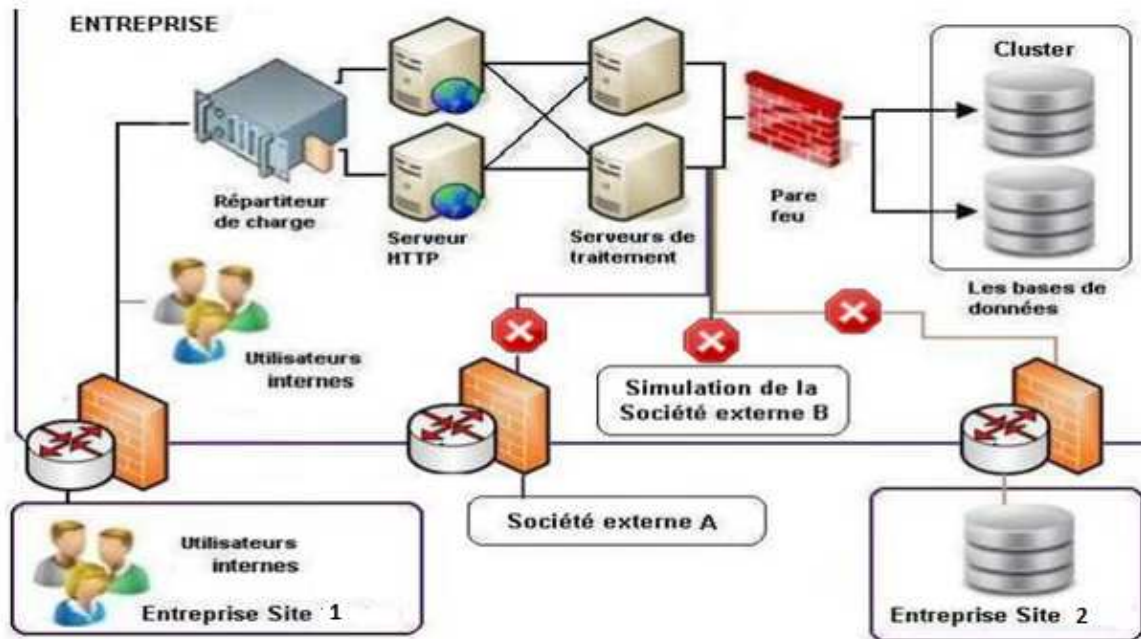 ENTREPRISE
Cluster
Répartiteur
de charge
Serveur
HTTP
Serveurs de
traitement
Pare
feu
Les bases de
données
Utilisateurs
internes
Simulation de la
Société externe B
Société externe A
Utilisateurs
internes
Entreprise Site 1
Entreprise Site 2